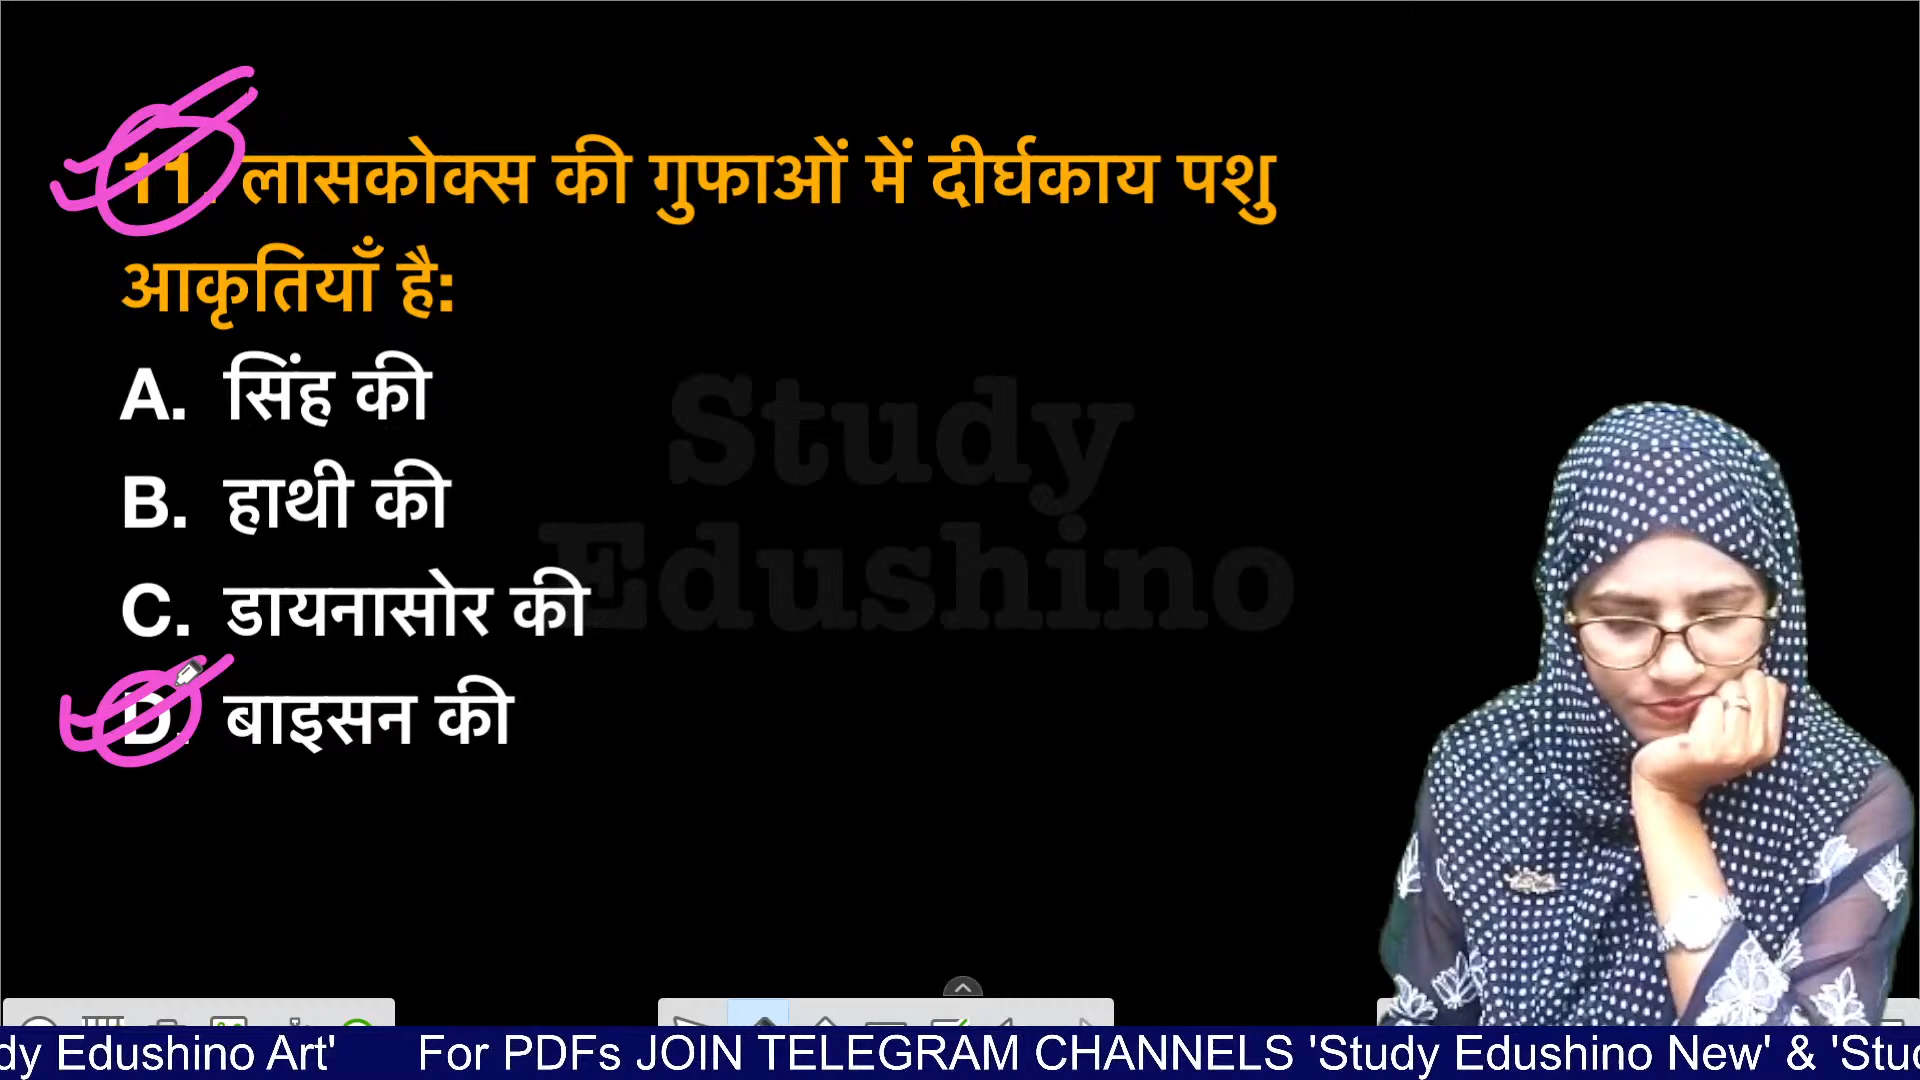 11. लासकोक्स की गुफाओं में दीर्घकाय पशु
आकृतियाँ है:
A. सिंह की
B. हाथी की
C. डायनासोर की
D. बाइसन की
Study
Edushino
dy Edushino Art' For PDFs JOIN TELEGRAM CHANNELS 'Study Edushino New' & 'Stud